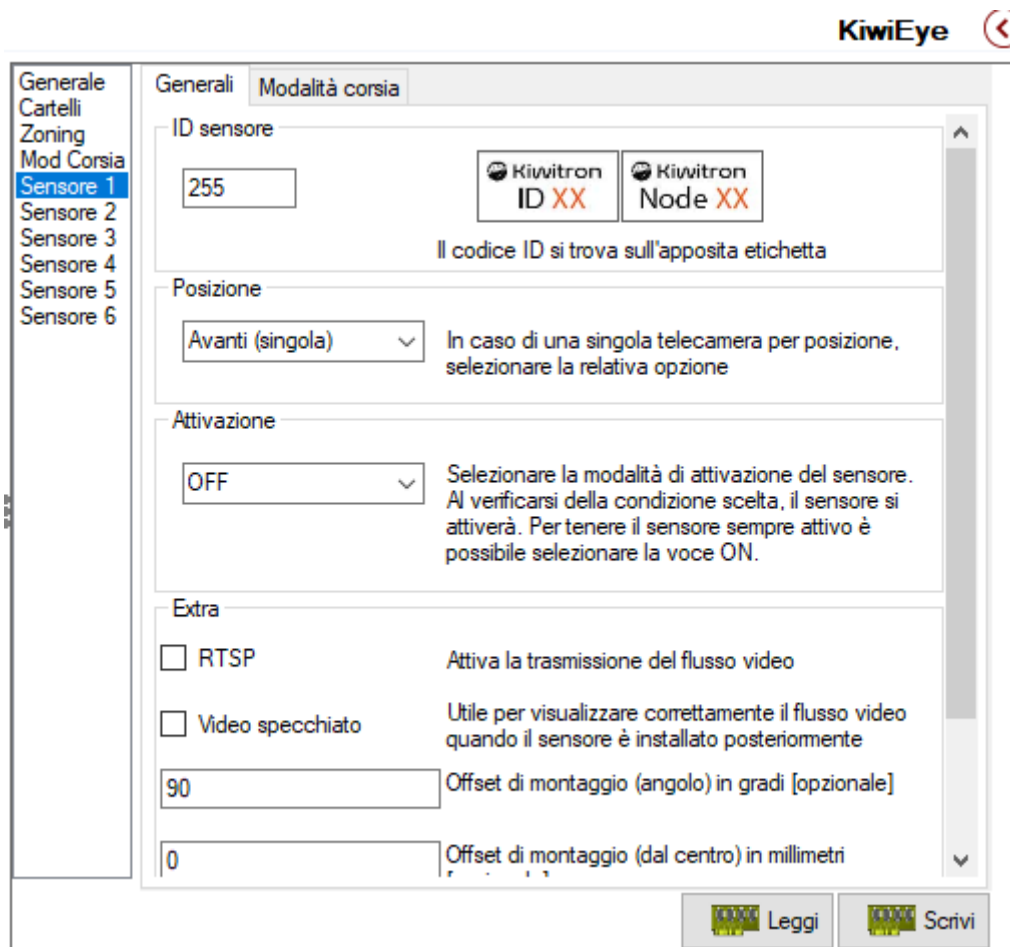 KiwiEye
Generale
Cartelli
Zoning
Mod Corsia
Sensore 1
Sensore 2
Sensore 3
Sensore 4
Sensore 5
Sensore 6
Generali
Modalità corsia
ID sensore
255
Kiwitron
ID XX
Kiwitron
Node XX
Il codice ID si trova sull'apposita etichetta
Posizione
Avanti (singola)
In caso di una singola telecamera per posizione,
selezionare la relativa opzione
Attivazione
OFF
Selezionare la modalità di attivazione del sensore.
Al verificarsi della condizione scelta, il sensore si
attiverà. Per tenere il sensore sempre attivo è
possibile selezionare la voce ON.
Extra
RTSP
Attiva la trasmissione del flusso video
Video specchiato
Utile per visualizzare correttamente il flusso video
quando il sensore è installato posteriormente
90
Offset di montaggio (angolo) in gradi [opzionale]
0
Offset di montaggio (dal centro) in millimetri
Leggi
Scrivi